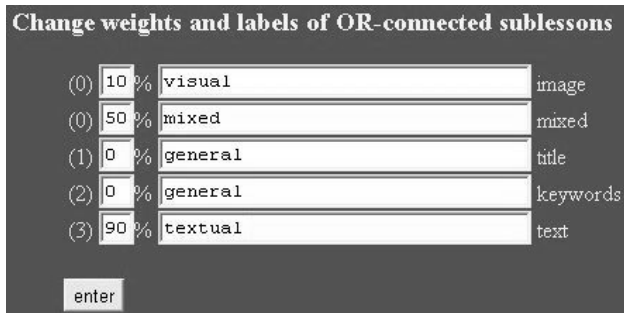 Change weights and labels of OR-connected sublessons
(0) 10 % visual image
(0) 50 % mixed mixed
(1) 0 % general title
(2) 0 % general keywords
(3) 90 % textual text
enter